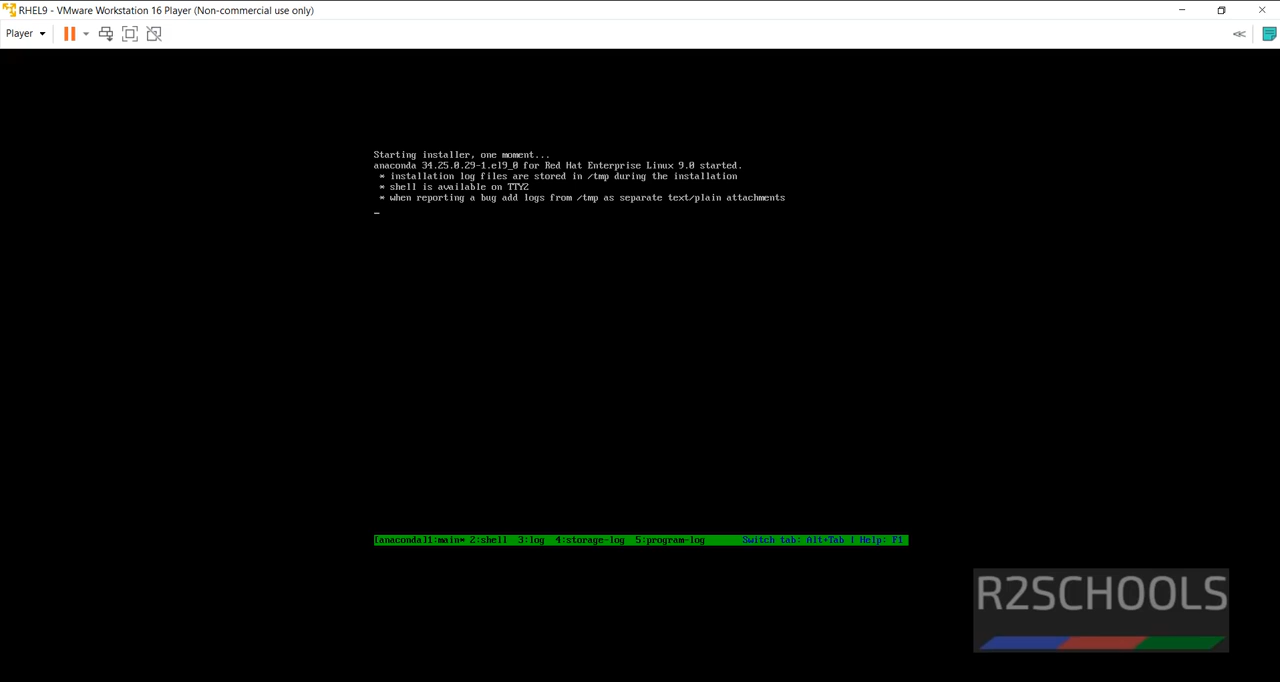 RHEL9 - VMware Workstation 16 Player (Non-commercial use only)
Player
Starting installer, one moment...
anaconda 34.25.0.29-1.el9_0 for Red Hat Enterprise Linux 9.0 started.
* installation log files are stored in /tmp during the installation
* shell is available on TTY2
* when reporting a bug add logs from /tmp as separate text/plain attachments
[anaconda]1:main* 2:shell 3:log 4:storage-log 5:program-log Switch tab: Alt+Tab | Help: F1
R2SCHOOLS